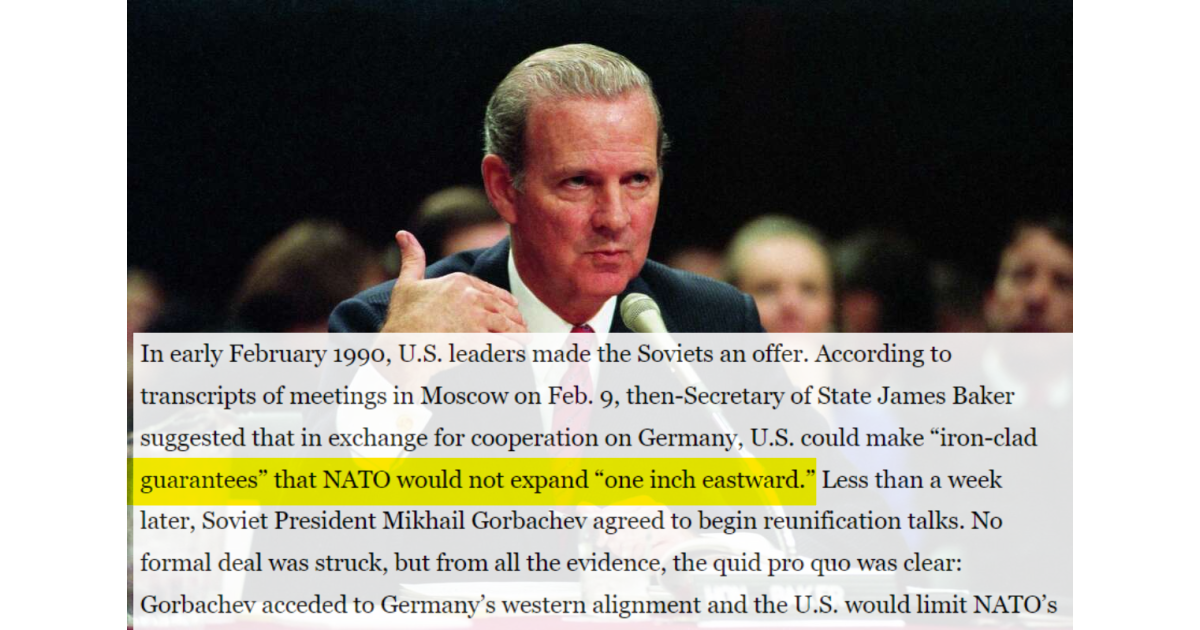 In early February 1990, U.S. leaders made the Soviets an offer. According to
transcripts of meetings in Moscow on Feb. 9, then-Secretary of State James Baker
suggested that in exchange for cooperation on Germany, U.S. could make “iron-clad
guarantees” that NATO would not expand “one inch eastward.” Less than a week
later, Soviet President Mikhail Gorbachev agreed to begin reunification talks. No
formal deal was struck, but from all the evidence, the quid pro quo was clear:
Gorbachev acceded to Germany’s western alignment and the U.S. would limit NATO’s